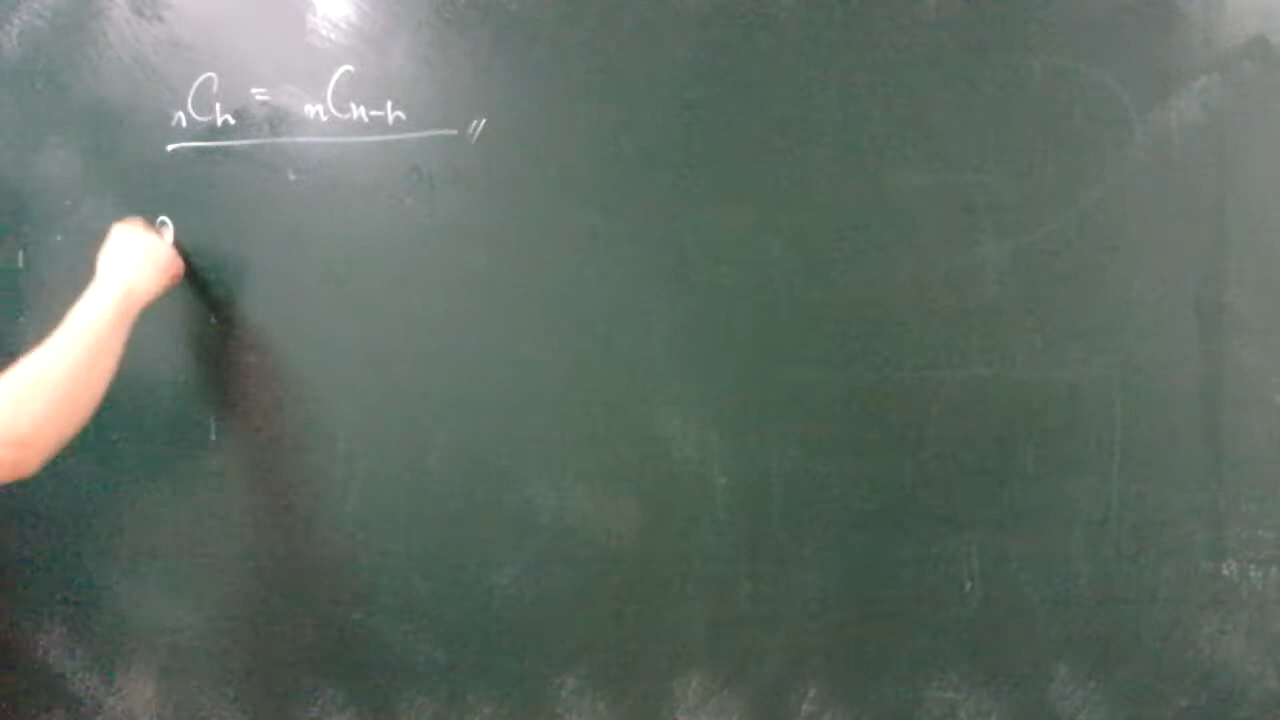 ₙCᵣ = ₙCₙ₋ᵣ